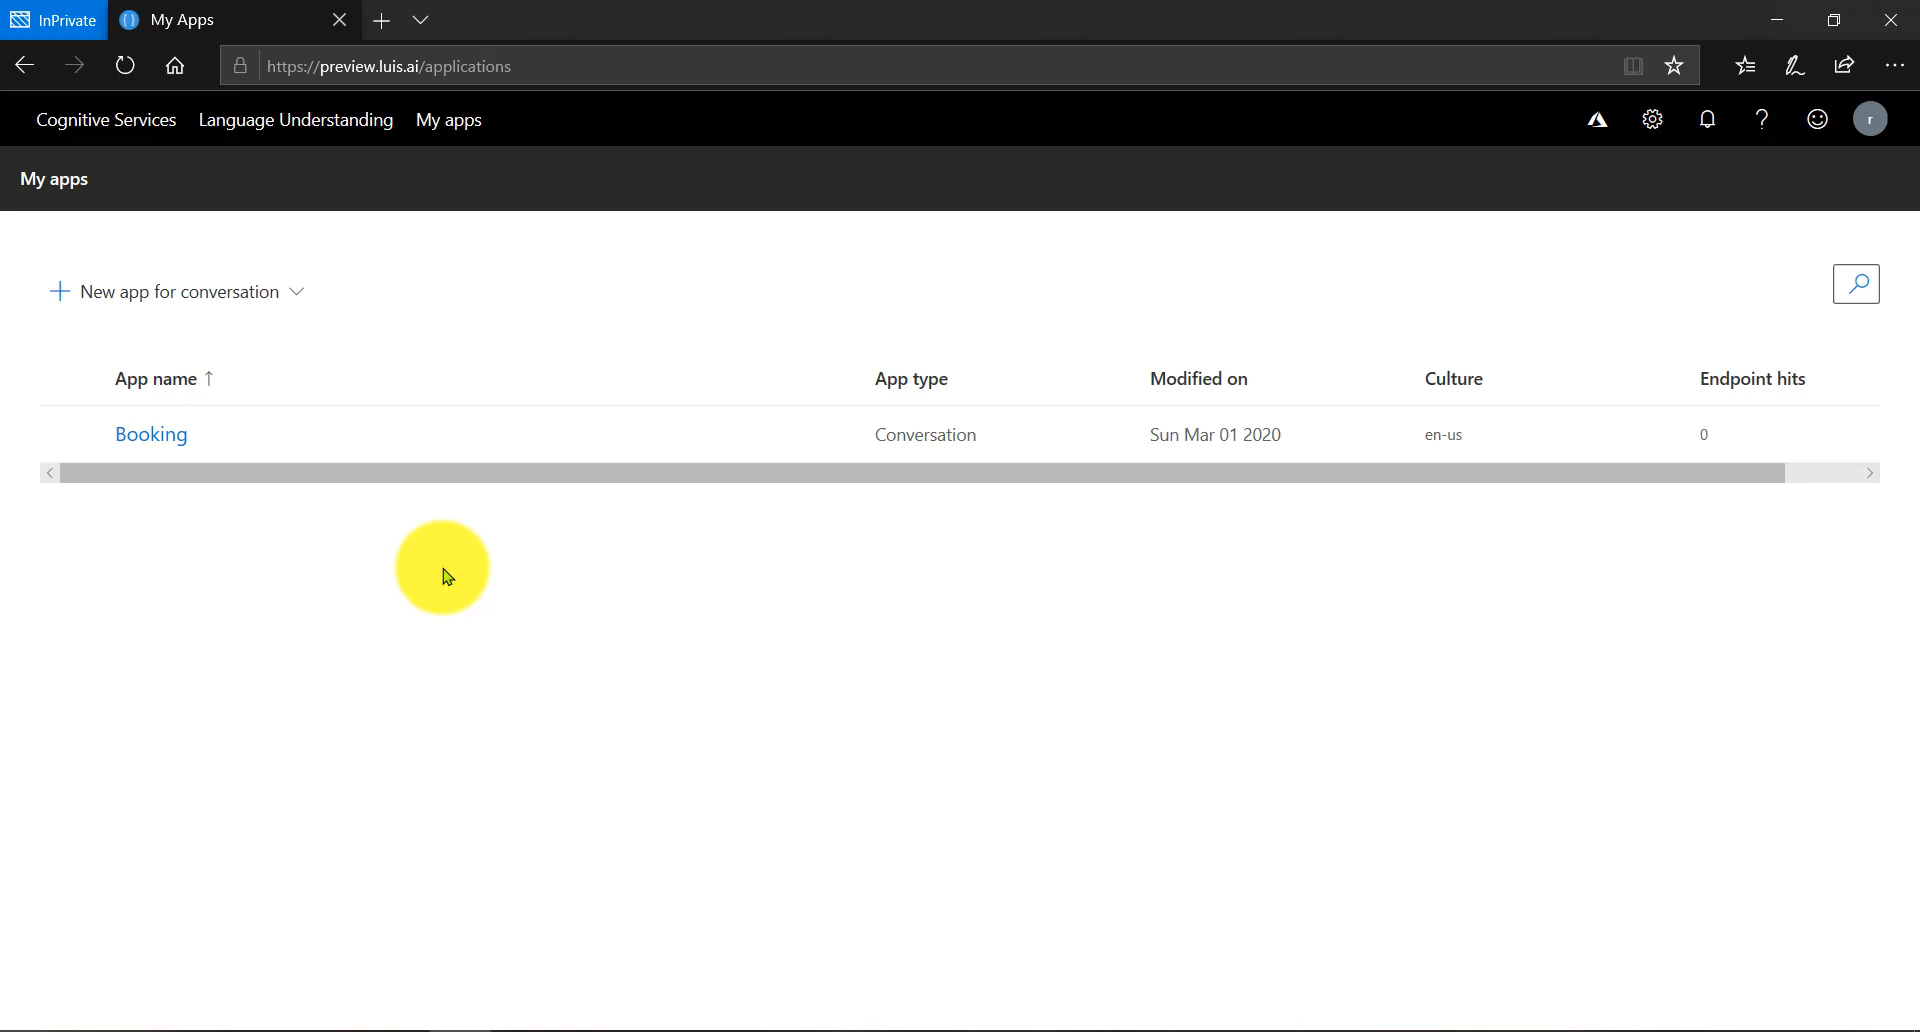 InPrivate My Apps
https://preview.luis.ai/applications
Cognitive Services Language Understanding My apps r
My apps
New app for conversation
App name ↑ App type Modified on Culture Endpoint hits
Booking Conversation Sun Mar 01 2020 en-us 0